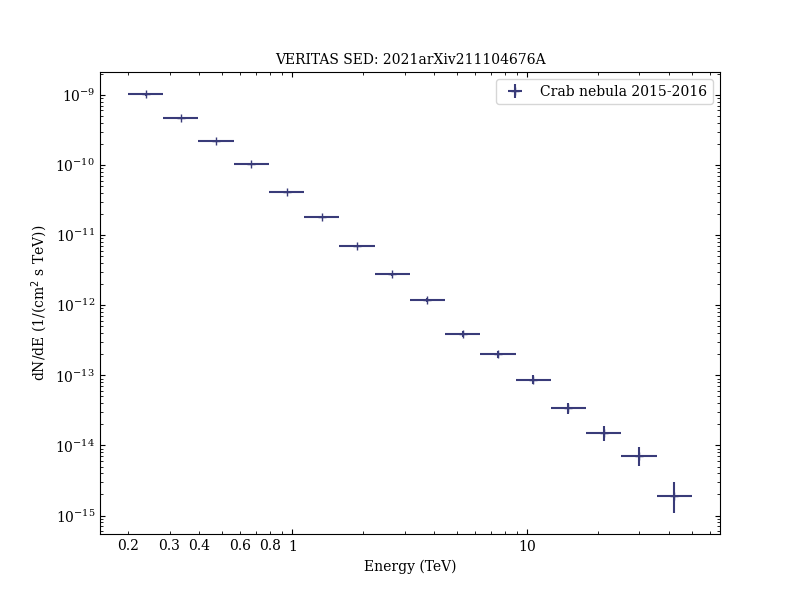 VERITAS SED: 2021arXiv211104676A
Crab nebula 2015-2016
dN/dE (1/(cm² s TeV))
10⁻⁹
10⁻¹⁰
10⁻¹¹
10⁻¹²
10⁻¹³
10⁻¹⁴
10⁻¹⁵
0.2 0.3 0.4 0.6 0.8 1 10
Energy (TeV)